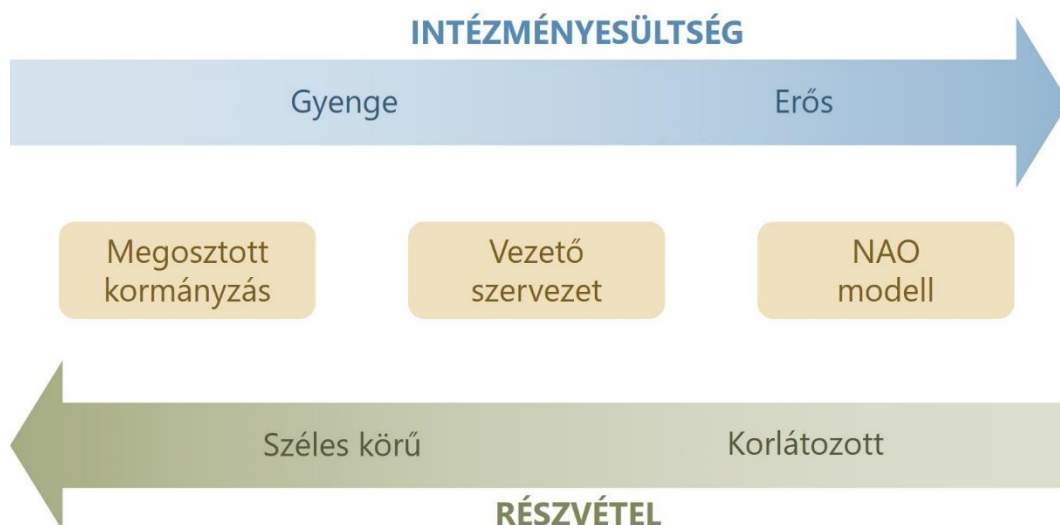 INTÉZMÉNYESÜLTSÉG
Gyenge
Erős
Megosztott
kormányzás
Vezető
szervezet
NAO
modell
Széles körű
Korlátozott
RÉSZVÉTEL